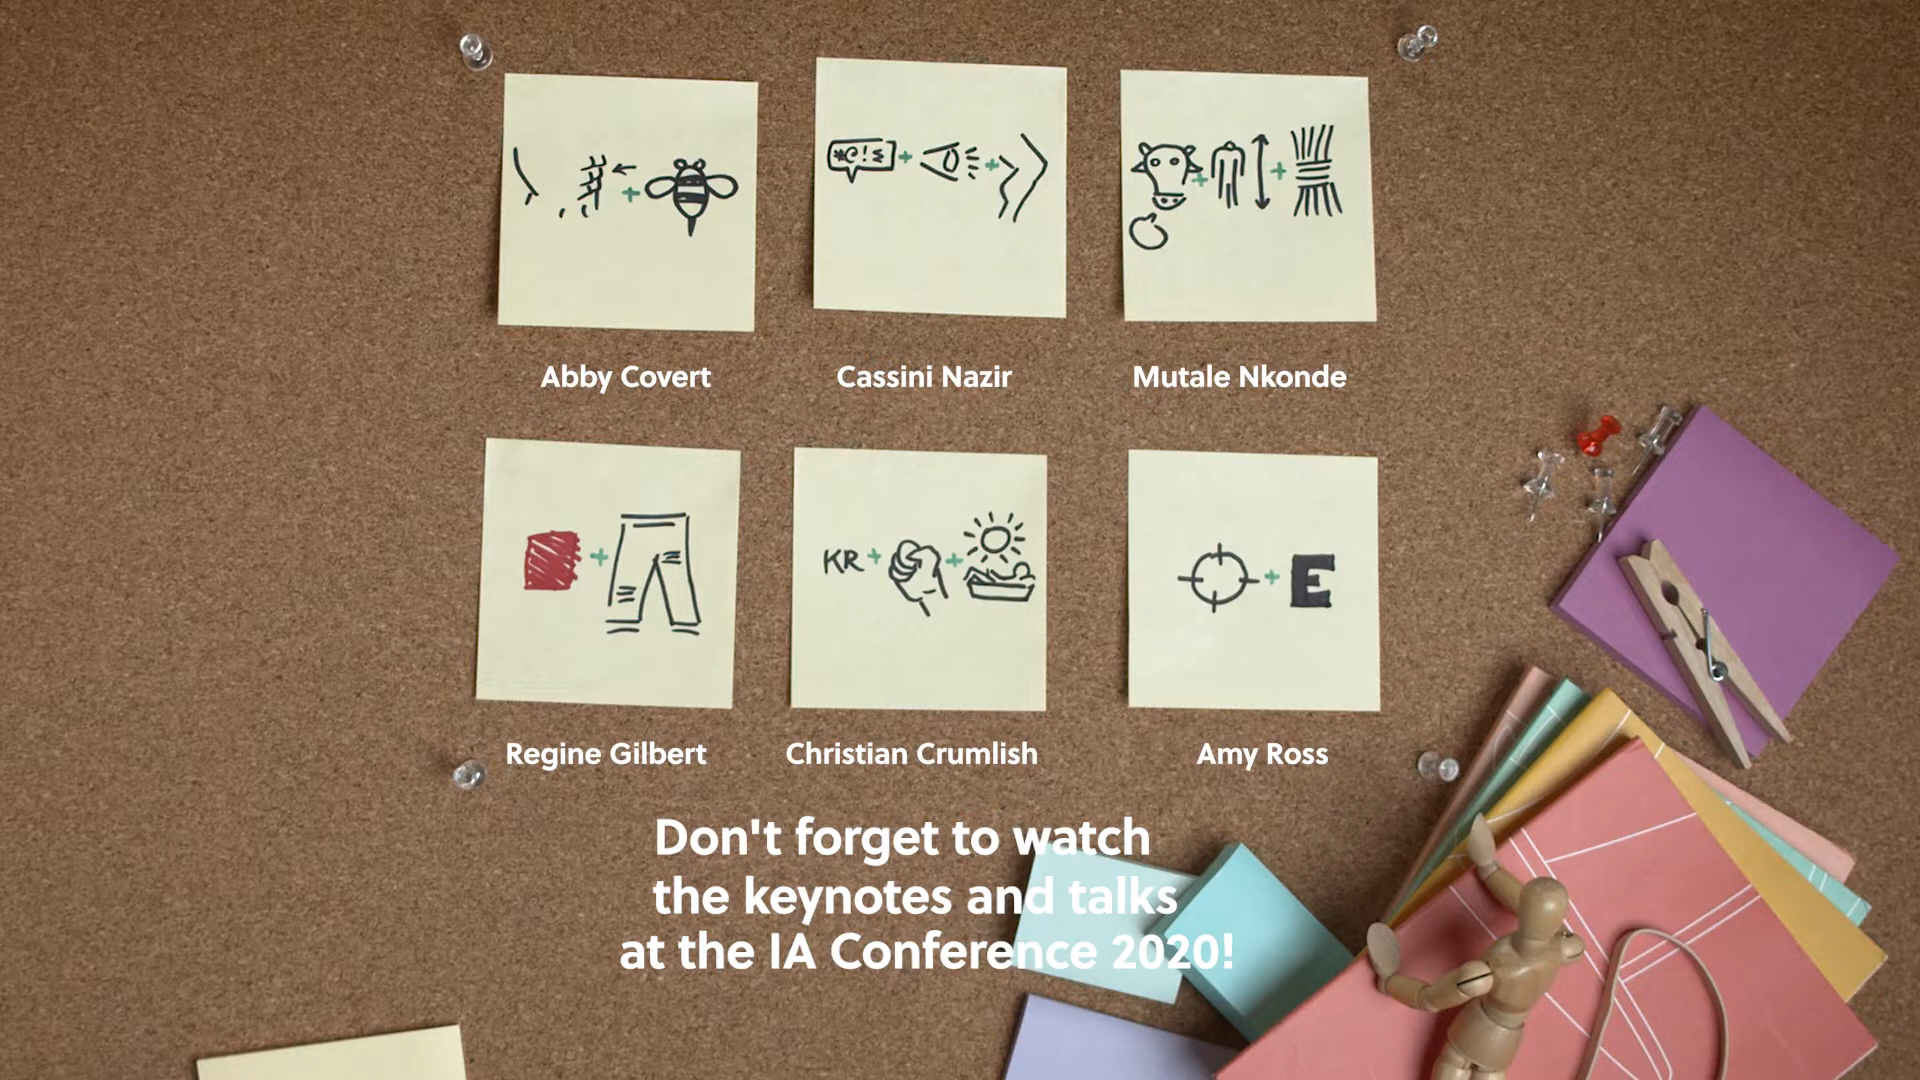 *@!%
Abby Covert
Cassini Nazir
Mutale Nkonde
KR
E
Regine Gilbert
Christian Crumlish
Amy Ross
Don't forget to watch
the keynotes and talks
at the IA Conference 2020!